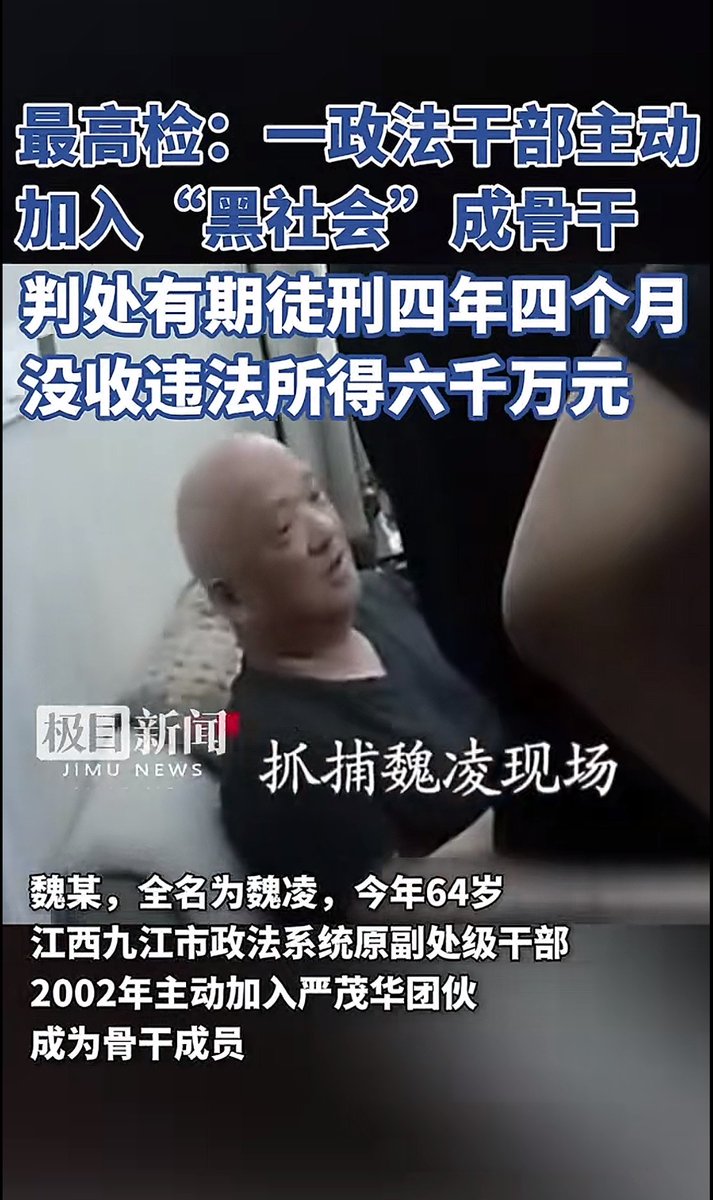 最高检：一政法干部主动
加入“黑社会”成骨干
判处有期徒刑四年四个月
没收违法所得六千万元
极目新闻
JIMU NEWS
抓捕魏凌现场
魏某，全名为魏凌，今年64岁
江西九江市政法系统原副处级干部
2002年主动加入严茂华团伙
成为骨干成员